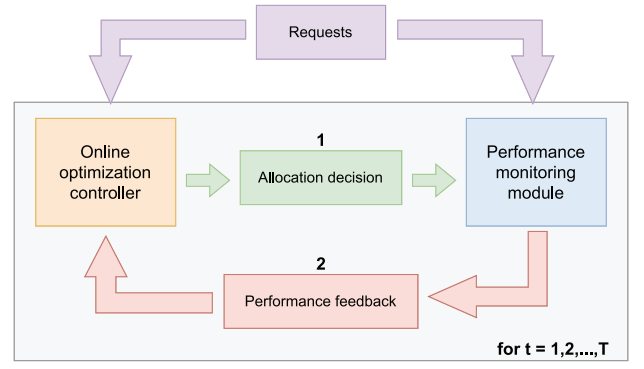 Requests
Online
optimization
controller
1
Allocation decision
Performance
monitoring
module
2
Performance feedback
for t = 1,2,...,T